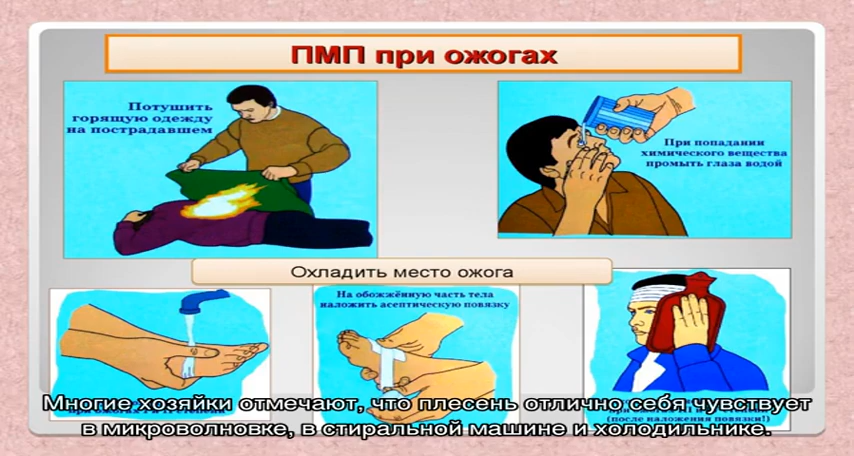 ПМП при ожогах
Потушить
горящую одежду
на пострадавшем
При попадании
химического вещества
промыть глаза водой
Охладить место ожога
На обожжённую часть тела
наложить асептическую повязку
(после наложения повязки!)
Многие хозяйки отмечают, что плесень отлично себя чувствует
в микроволновке, в стиральной машине и холодильнике.